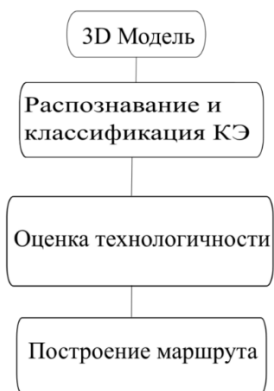 3D Модель
Распознавание и
классификация КЭ
Оценка технологичности
Построение маршрута